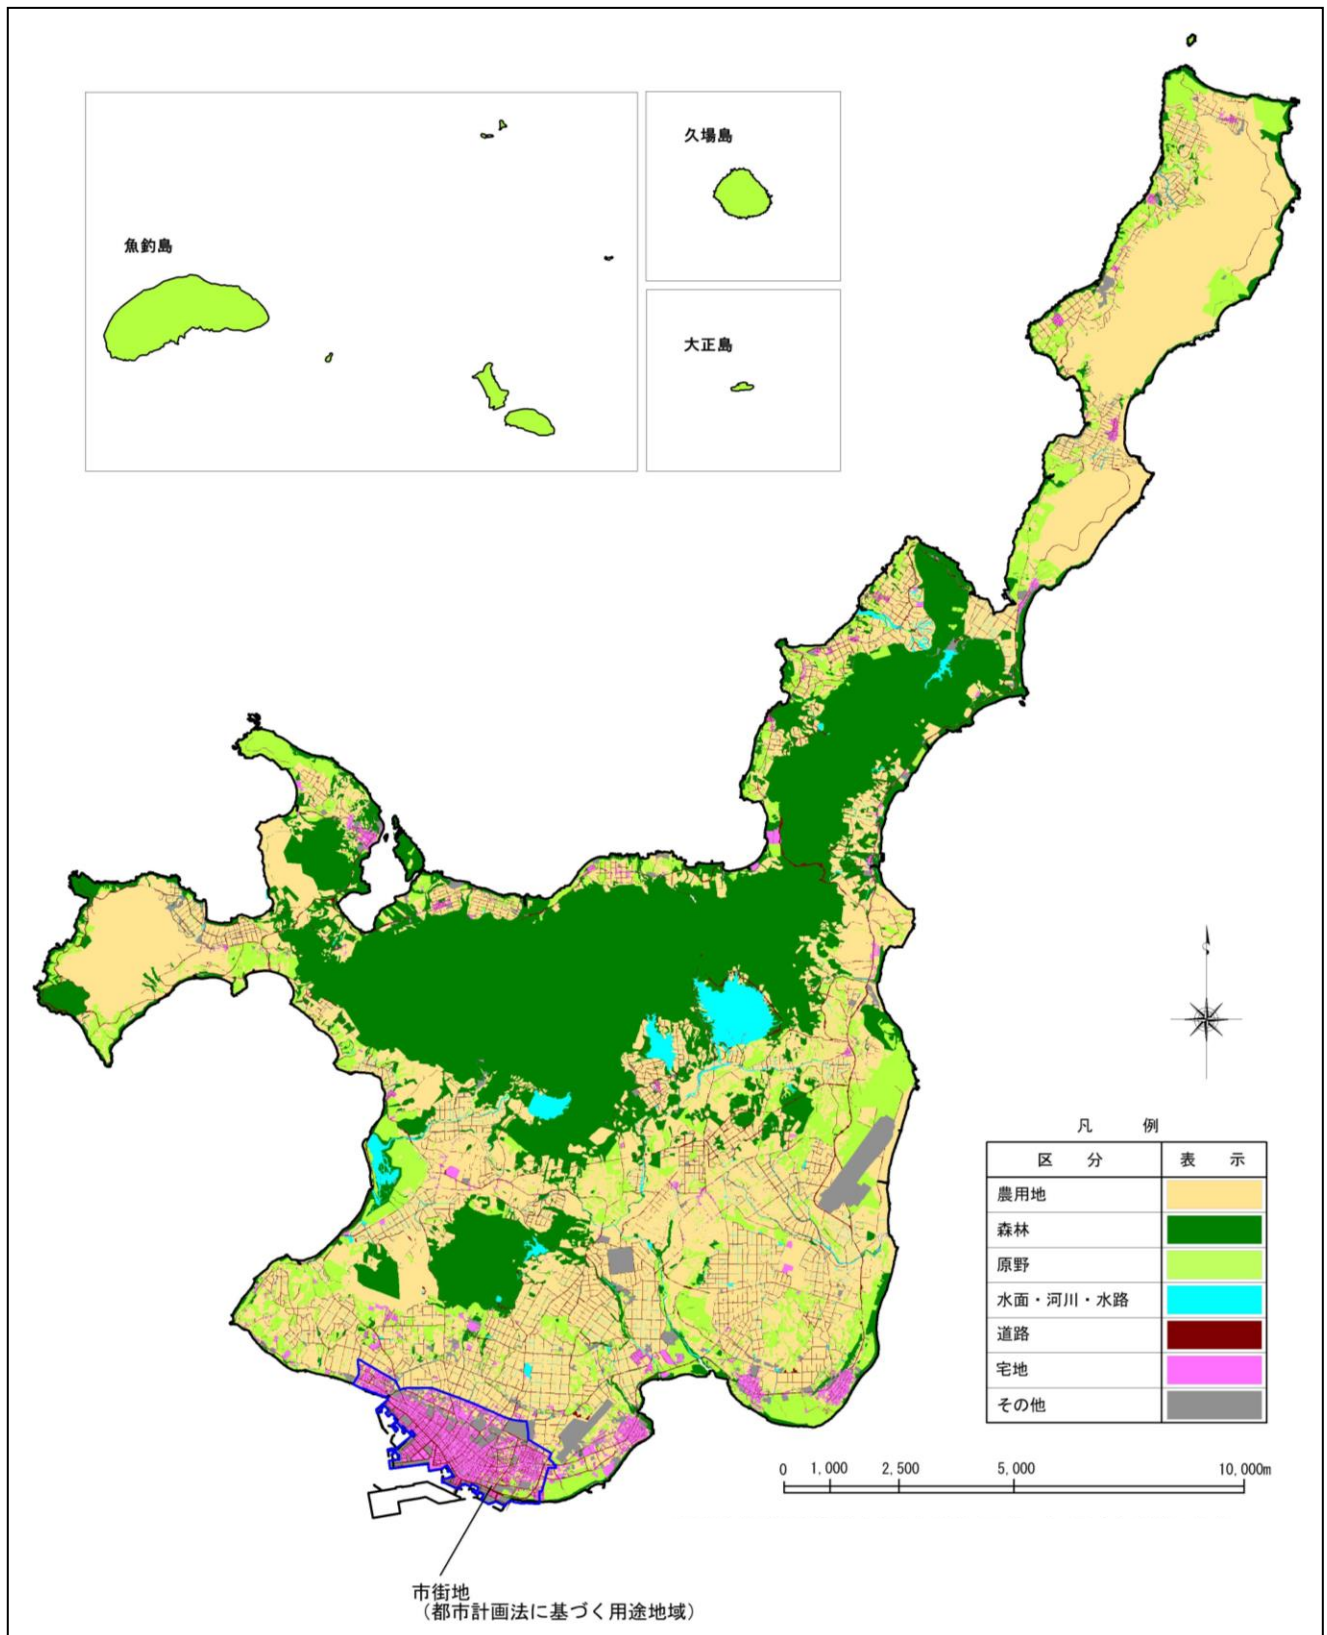 久場島
魚釣島
大正島
凡 例
区 分 表 示
農用地
森林
原野
水面・河川・水路
道路
宅地
その他
0 1,000 2,500 5,000 10,000m
市街地
（都市計画法に基づく用途地域）